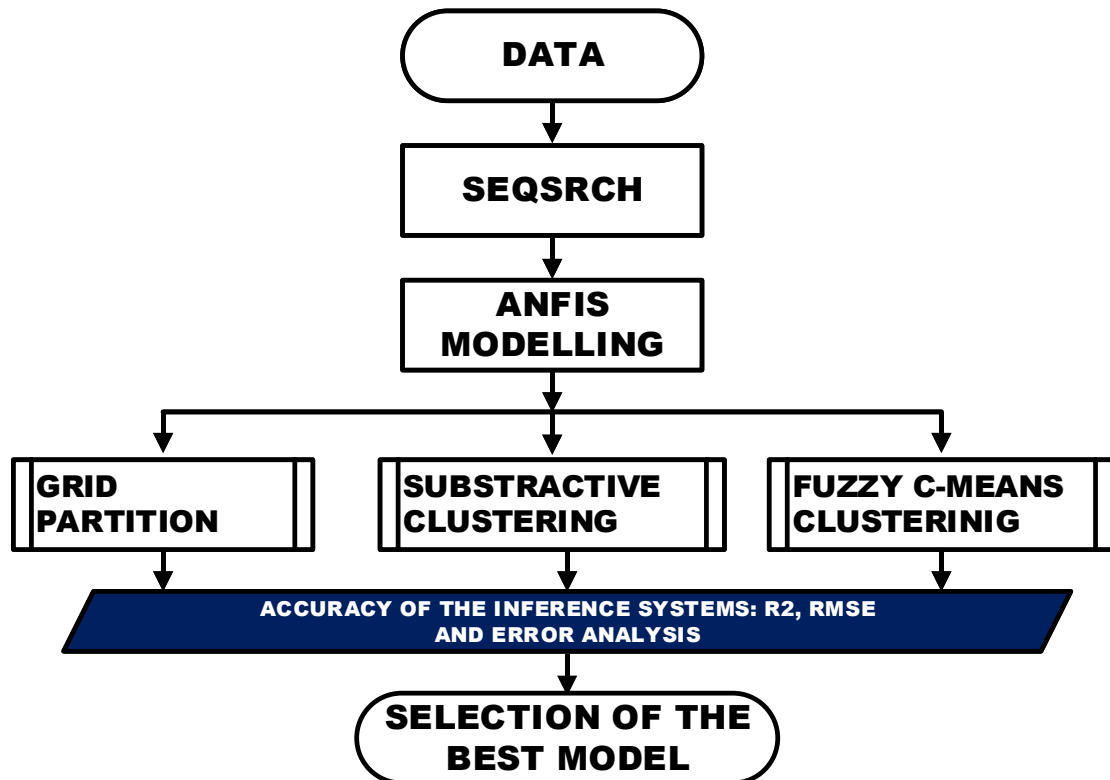 DATA
SEQSRCH
ANFIS
MODELLING
GRID
PARTITION
SUBSTRACTIVE
CLUSTERING
FUZZY C-MEANS
CLUSTERINIG
ACCURACY OF THE INFERENCE SYSTEMS: R2, RMSE
AND ERROR ANALYSIS
SELECTION OF THE
BEST MODEL